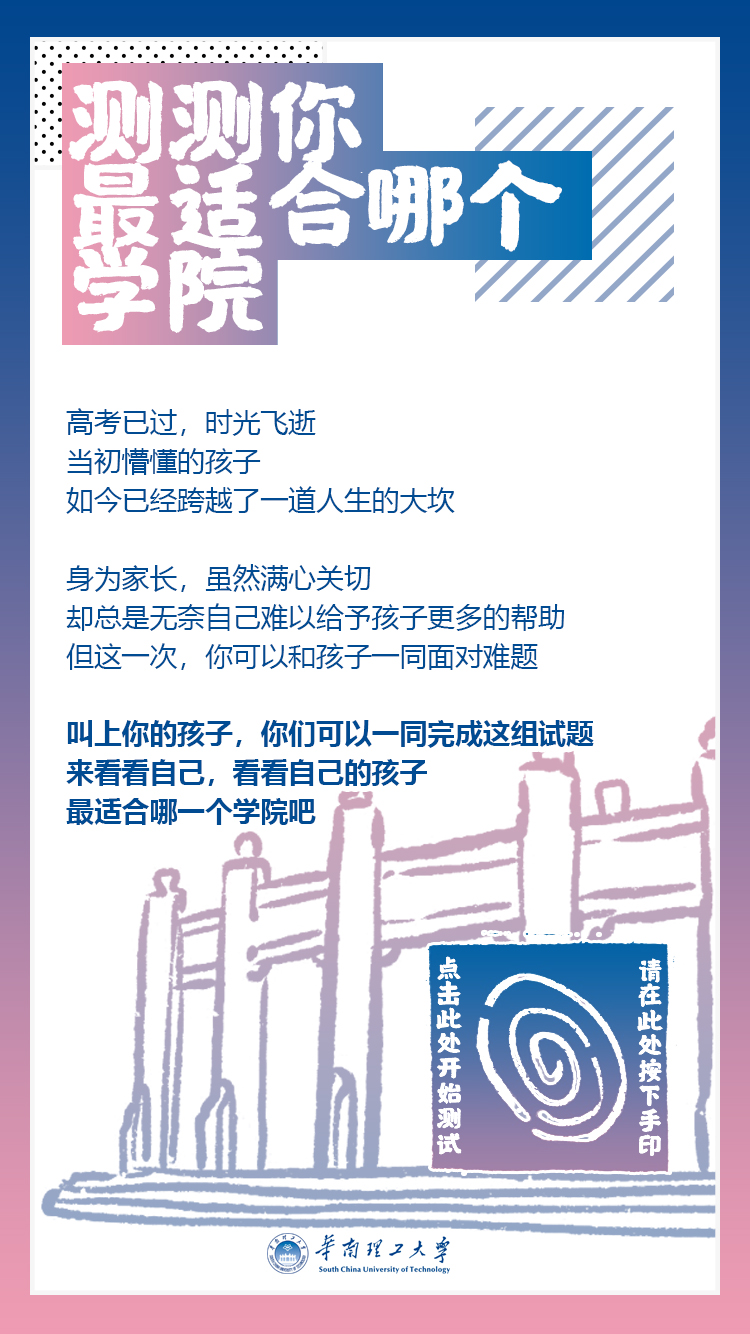 测测你
最适合哪个
学院
高考已过，时光飞逝
当初懵懂的孩子
如今已经跨越了一道人生的大坎
身为家长，虽然满心关切
却总是无奈自己难以给予孩子更多的帮助
但这一次，你可以和孩子一同面对难题
叫上你的孩子，你们可以一同完成这组试题
来看看自己，看看自己的孩子
最适合哪一个学院吧
请在此处按下手印
点击此处开始测试
华南理工大学
South China University of Technology